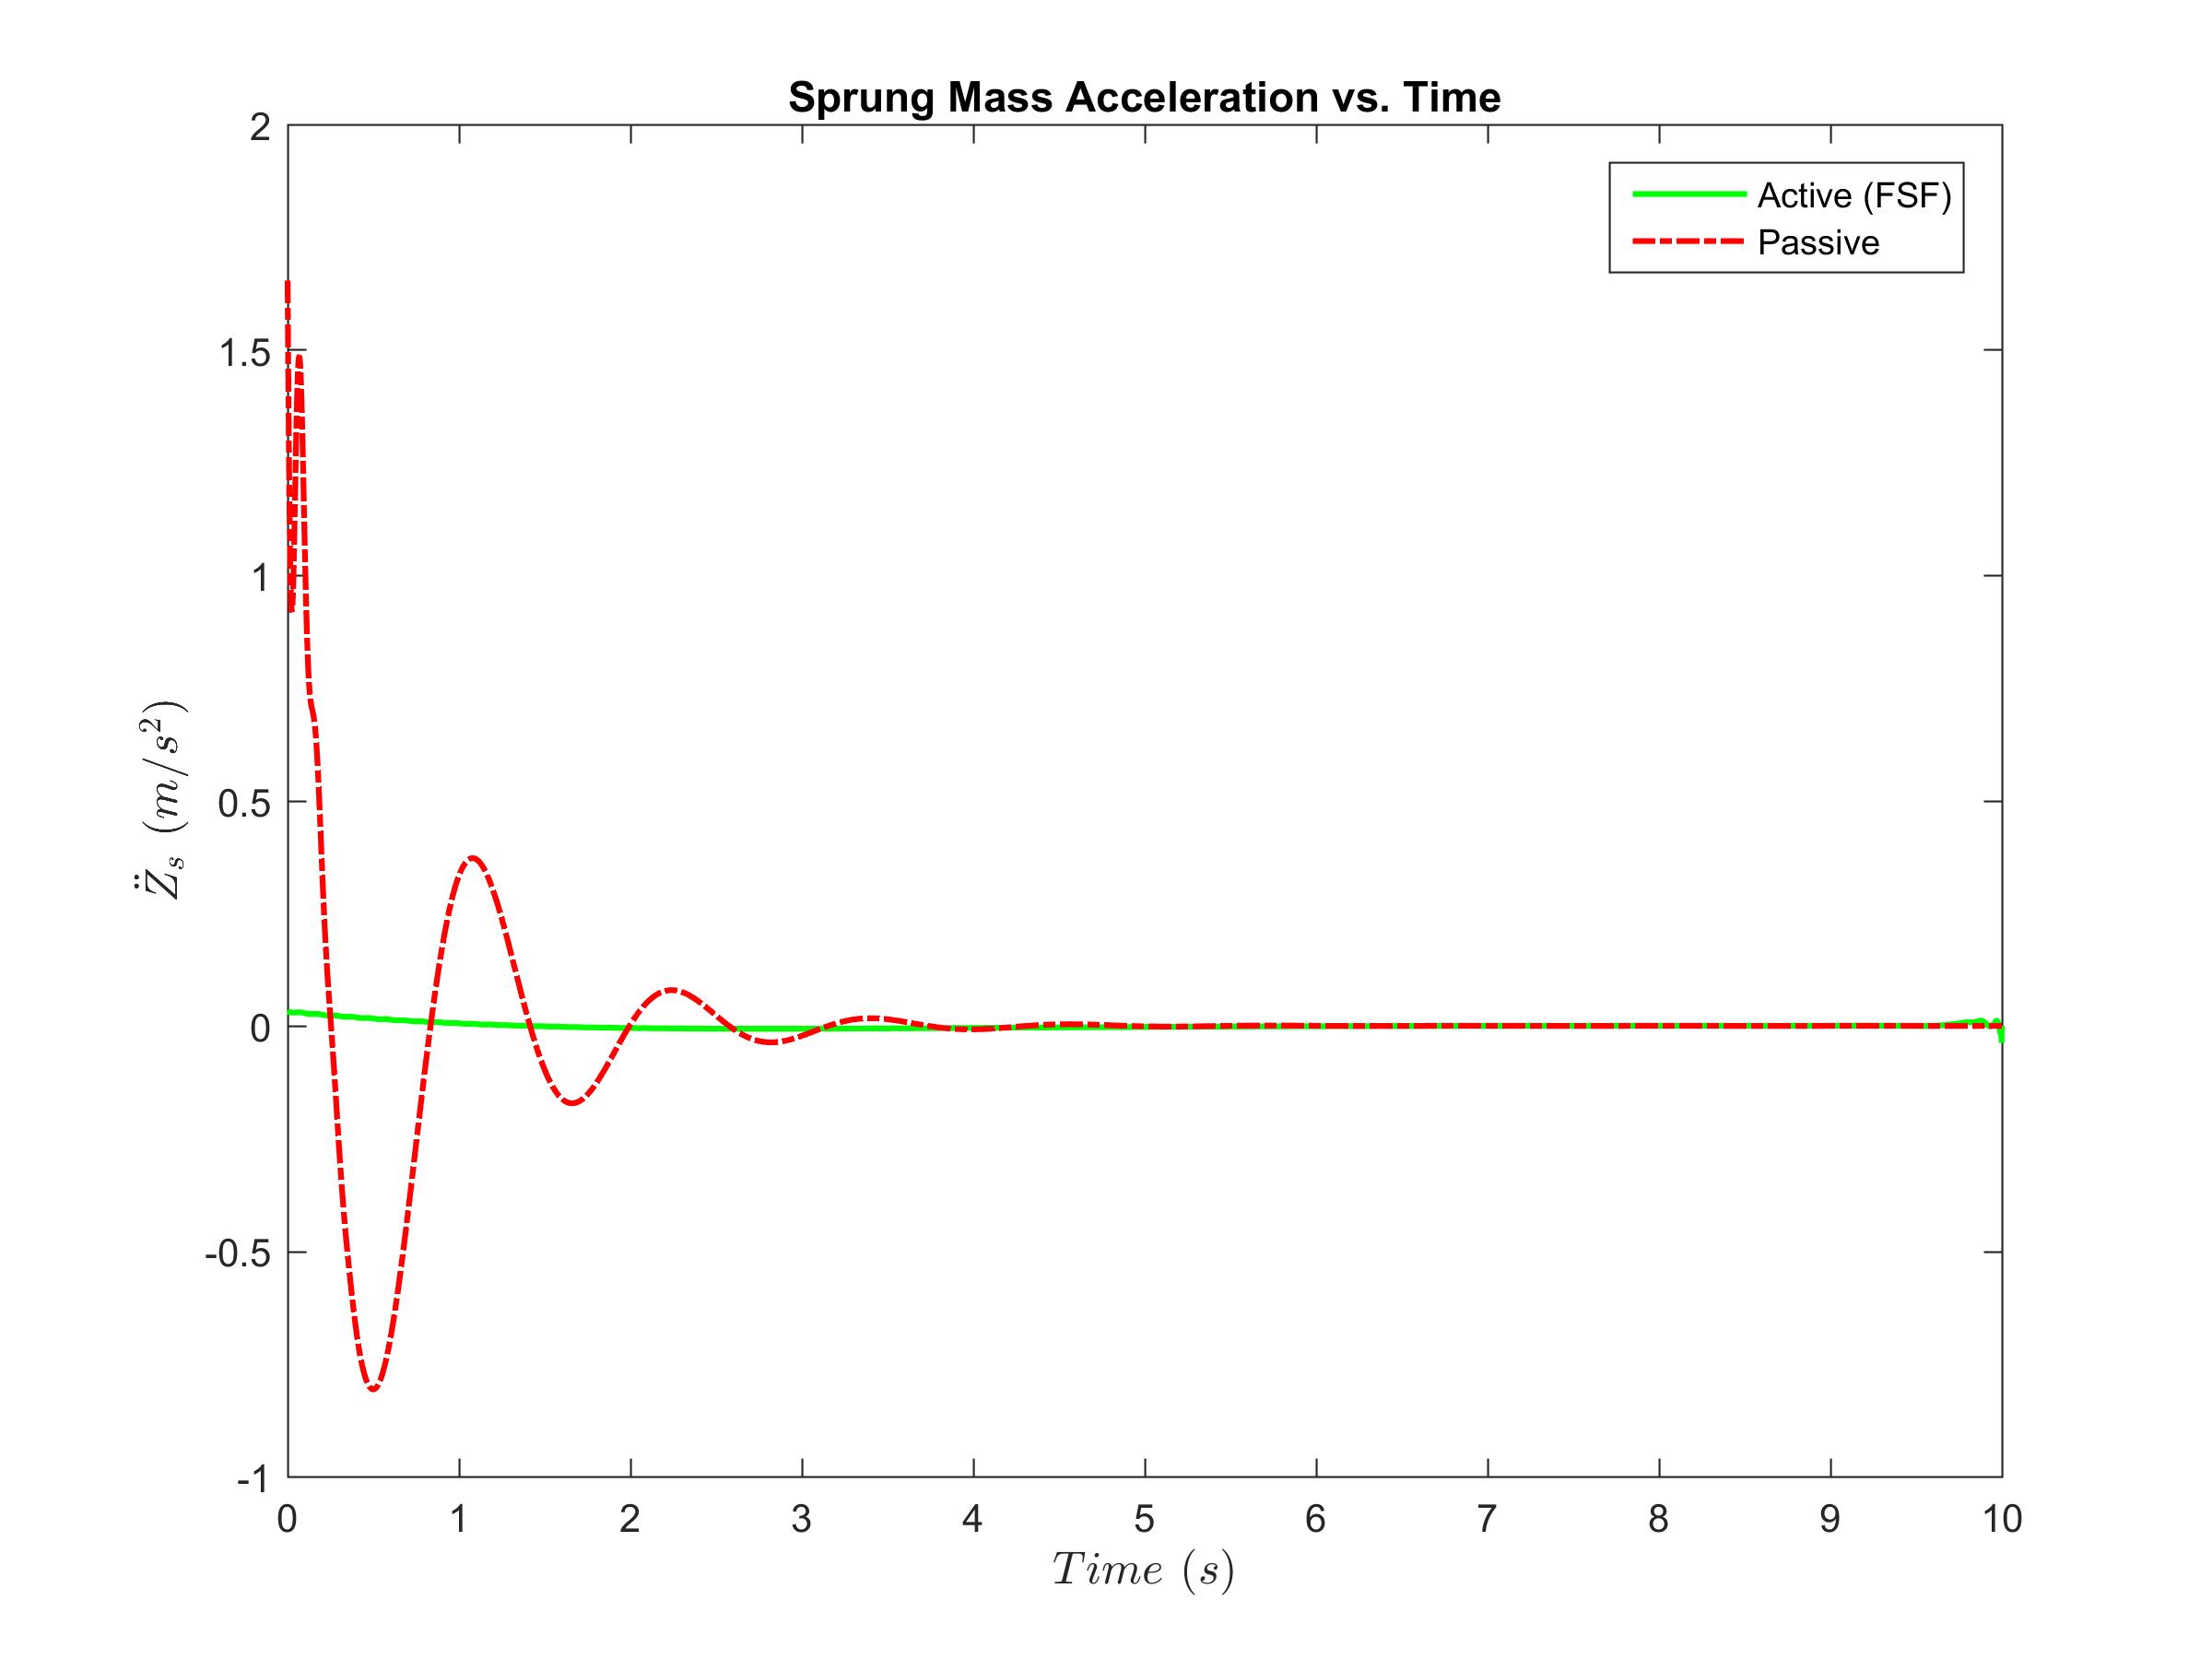 Sprung Mass Acceleration vs. Time
2
1.5
1
0.5
0
-0.5
-1
Z̈ₛ (m/s²)
Active (FSF)
Passive
0 1 2 3 4 5 6 7 8 9 10
Time (s)